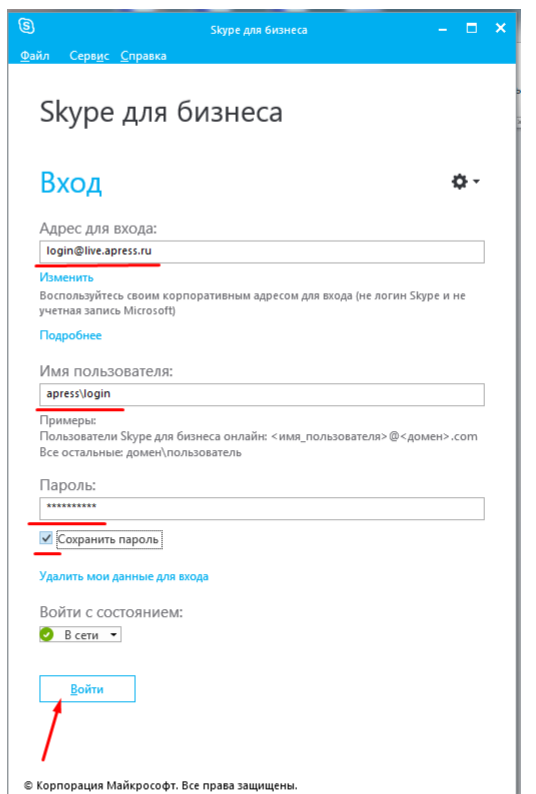 Skype для бизнеса
Файл Сервис Справка
Skype для бизнеса
Вход
Адрес для входа:
login@live.apress.ru
Изменить
Воспользуйтесь своим корпоративным адресом для входа (не логин Skype и не
учетная запись Microsoft)
Подробнее
Имя пользователя:
apress\login
Примеры:
Пользователи Skype для бизнеса онлайн: <имя_пользователя>@<домен>.com
Все остальные: домен\пользователь
Пароль:
**********
Сохранить пароль
Удалить мои данные для входа
Войти с состоянием:
В сети
Войти
© Корпорация Майкрософт. Все права защищены.